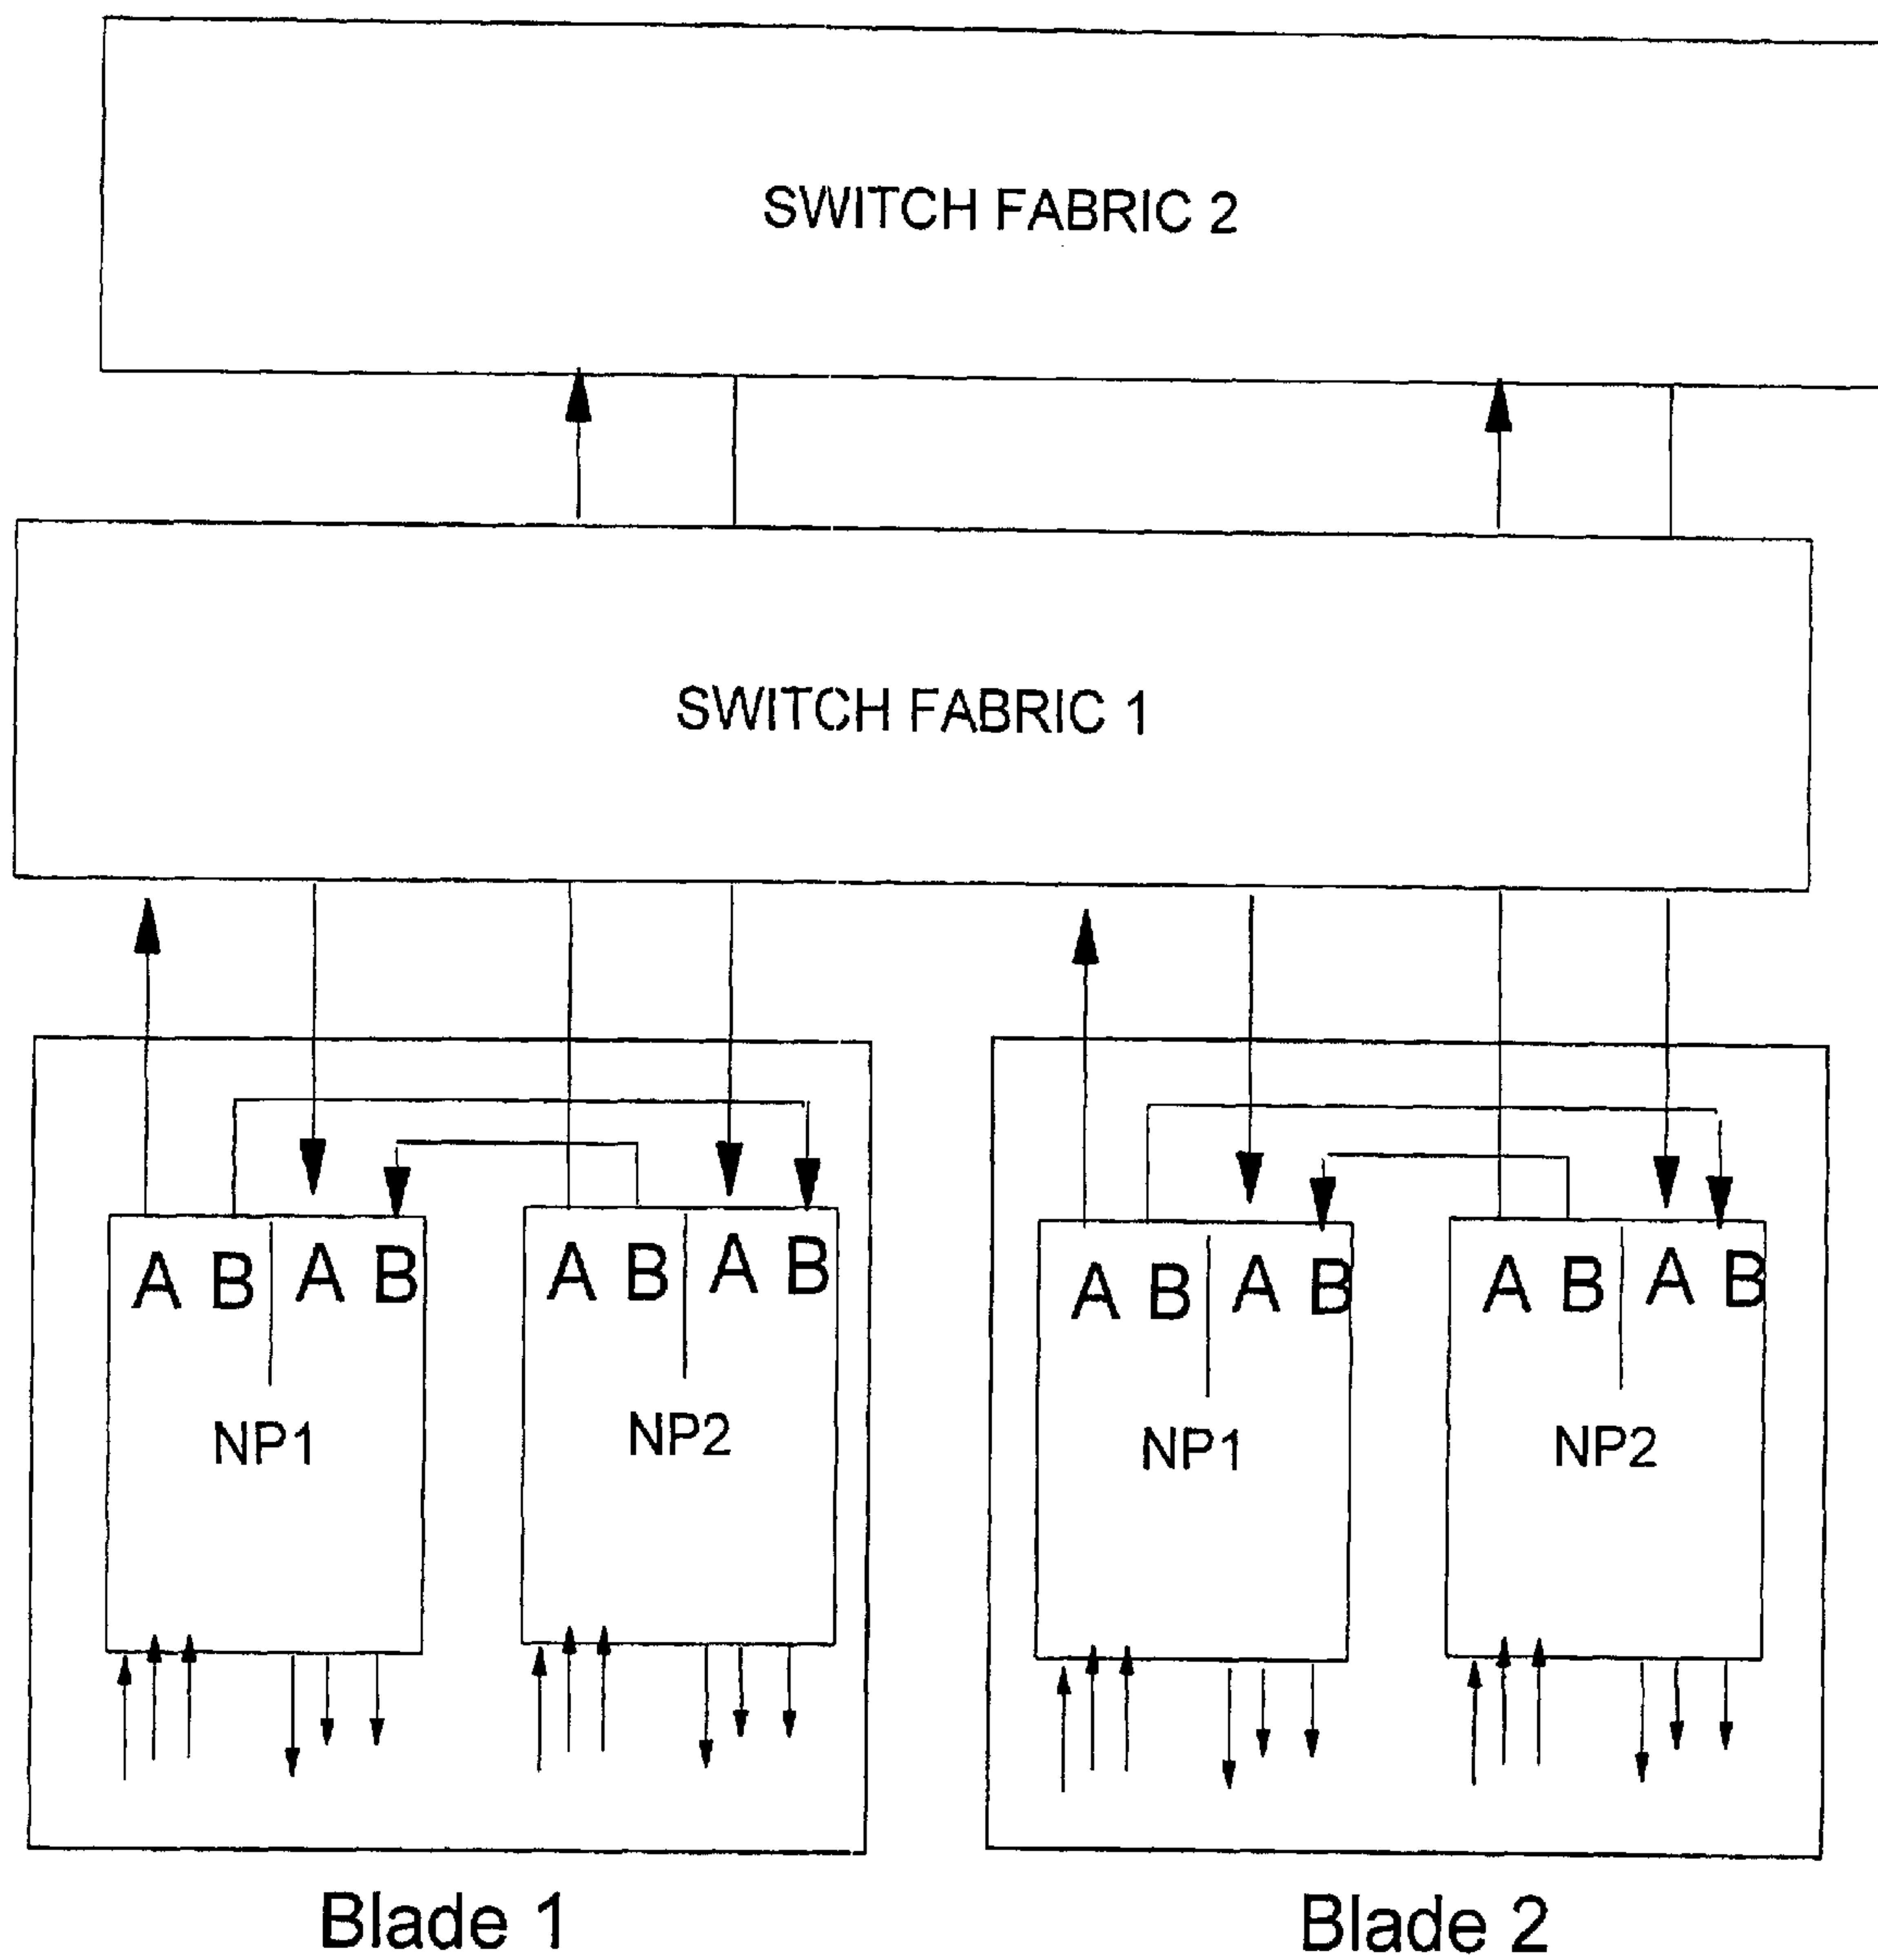 SWITCH FABRIC 2
SWITCH FABRIC 1
A B A B
NP1
A B A B
NP2
A B A B
NP1
A B A B
NP2
Blade 1
Blade 2